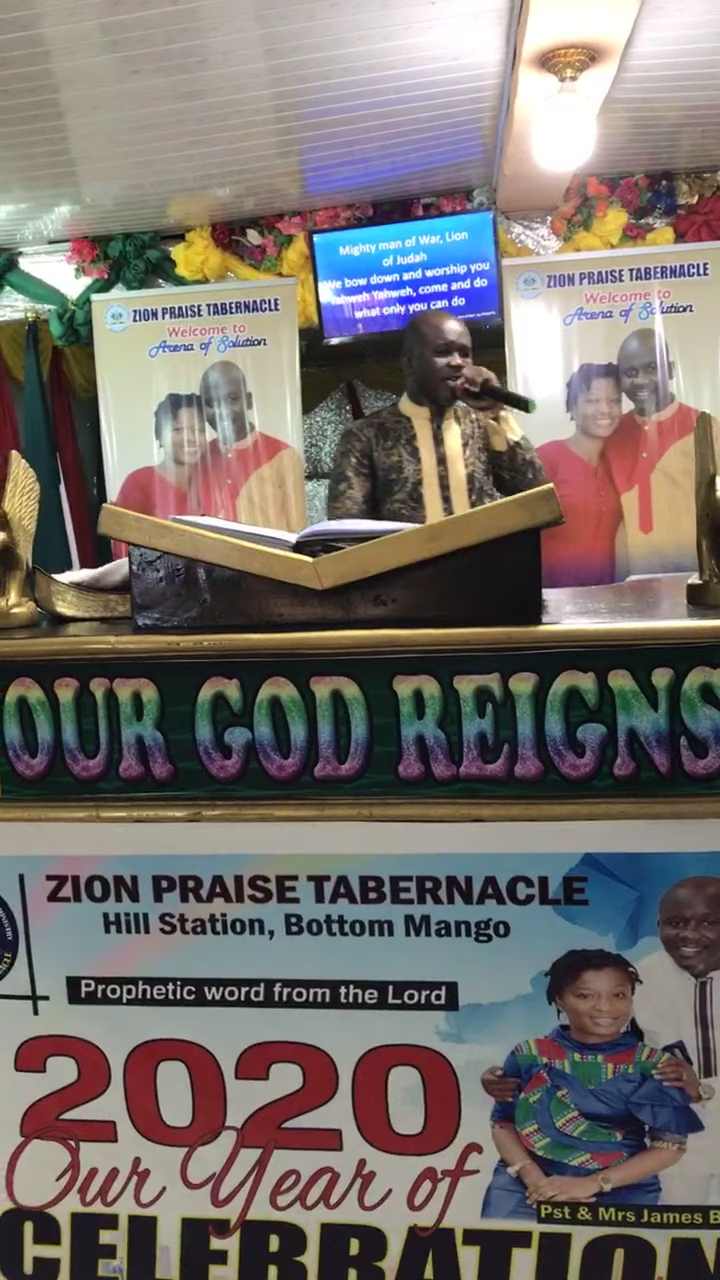 Mighty man of War, Lion
of Judah
We bow down and worship you
Yahweh Yahweh, come and do
what only you can do
ZION PRAISE TABERNACLE
Welcome to
Arena of Solution
ZION PRAISE TABERNACLE
Welcome to
Arena of Solution
OUR GOD REIGNS
ZION PRAISE TABERNACLE
Hill Station, Bottom Mango
Prophetic word from the Lord
2020
Our Year of
CELEBRATION
Pst & Mrs James B